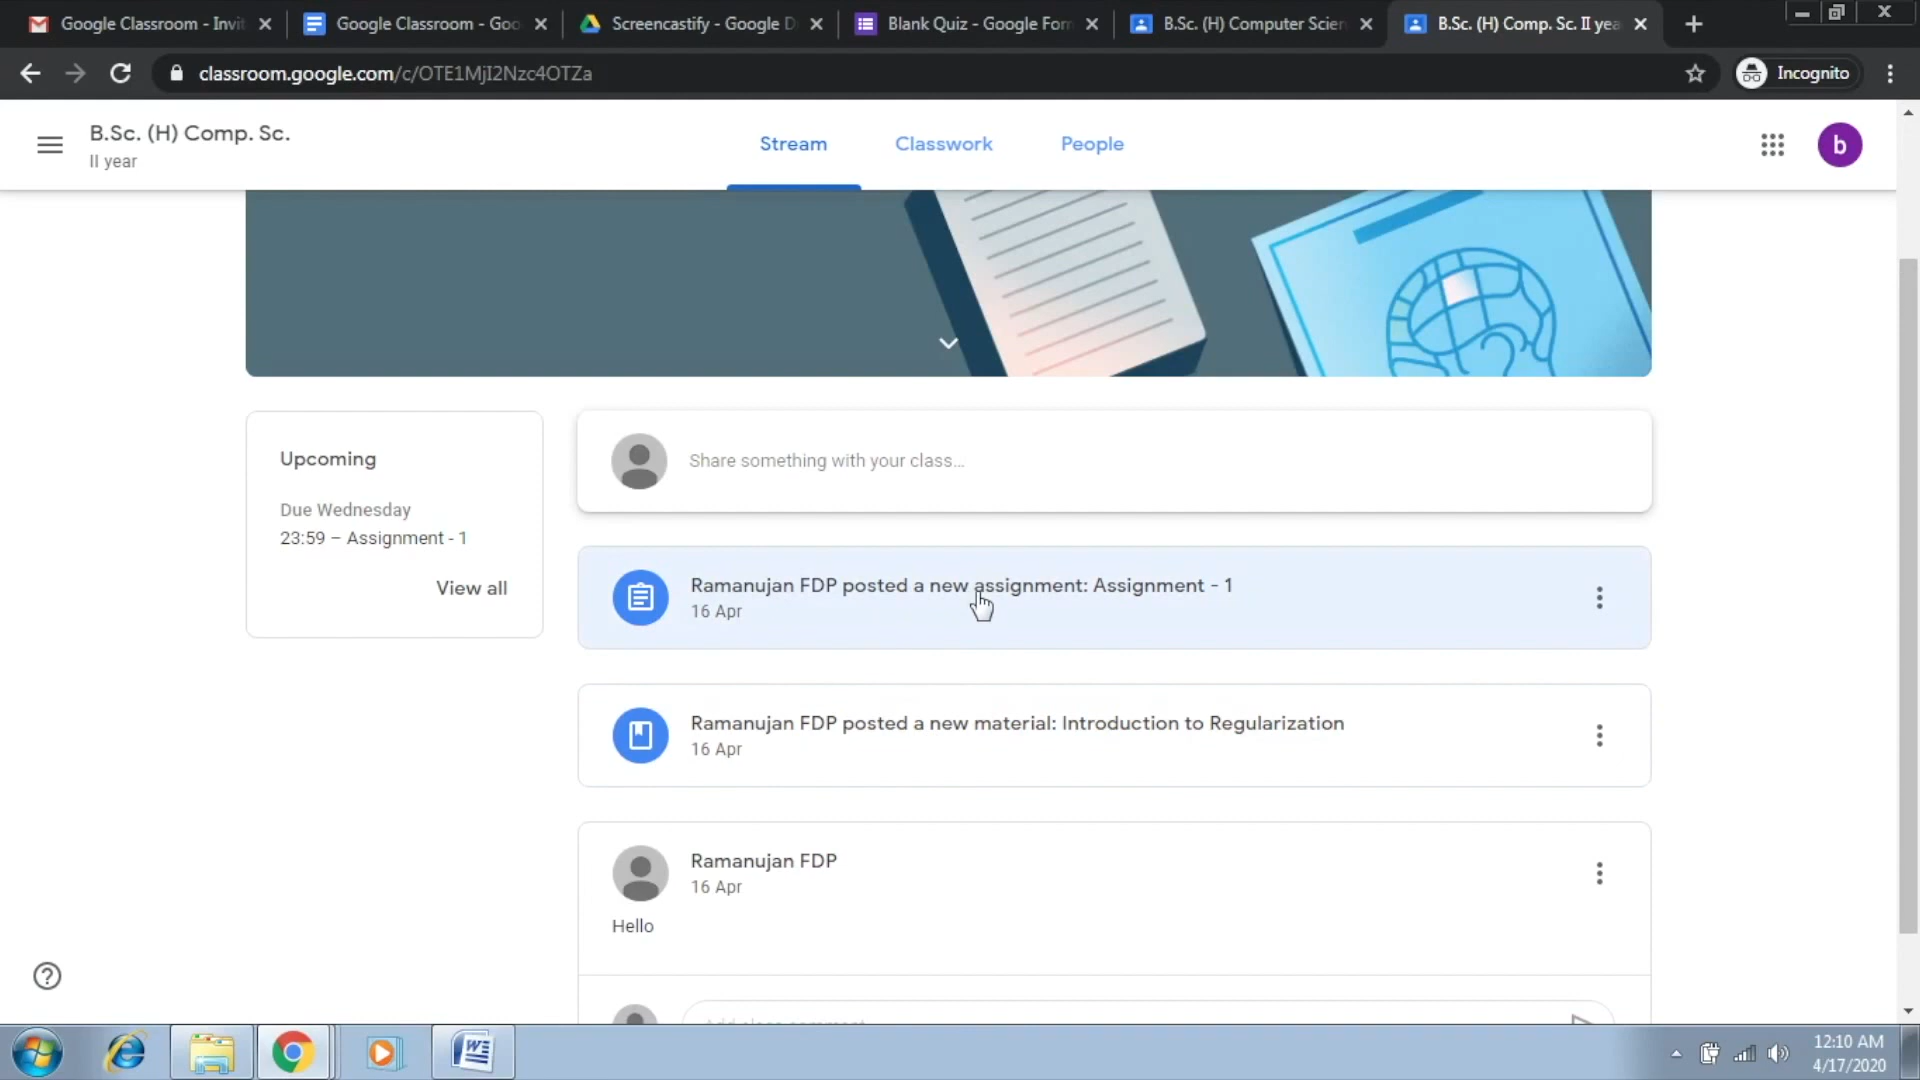 Google Classroom - Invit
Google Classroom - Goo
Screencastify - Google D
Blank Quiz - Google Form
B.Sc. (H) Computer Scien
B.Sc. (H) Comp. Sc. II yea
classroom.google.com/c/OTE1MjI2Nzc4OTZa
Incognito
B.Sc. (H) Comp. Sc.
II year
Stream
Classwork
People
b
Upcoming
Due Wednesday
23:59 – Assignment - 1
View all
Share something with your class...
Ramanujan FDP posted a new assignment: Assignment - 1
16 Apr
Ramanujan FDP posted a new material: Introduction to Regularization
16 Apr
Ramanujan FDP
16 Apr
Hello
12:10 AM
4/17/2020